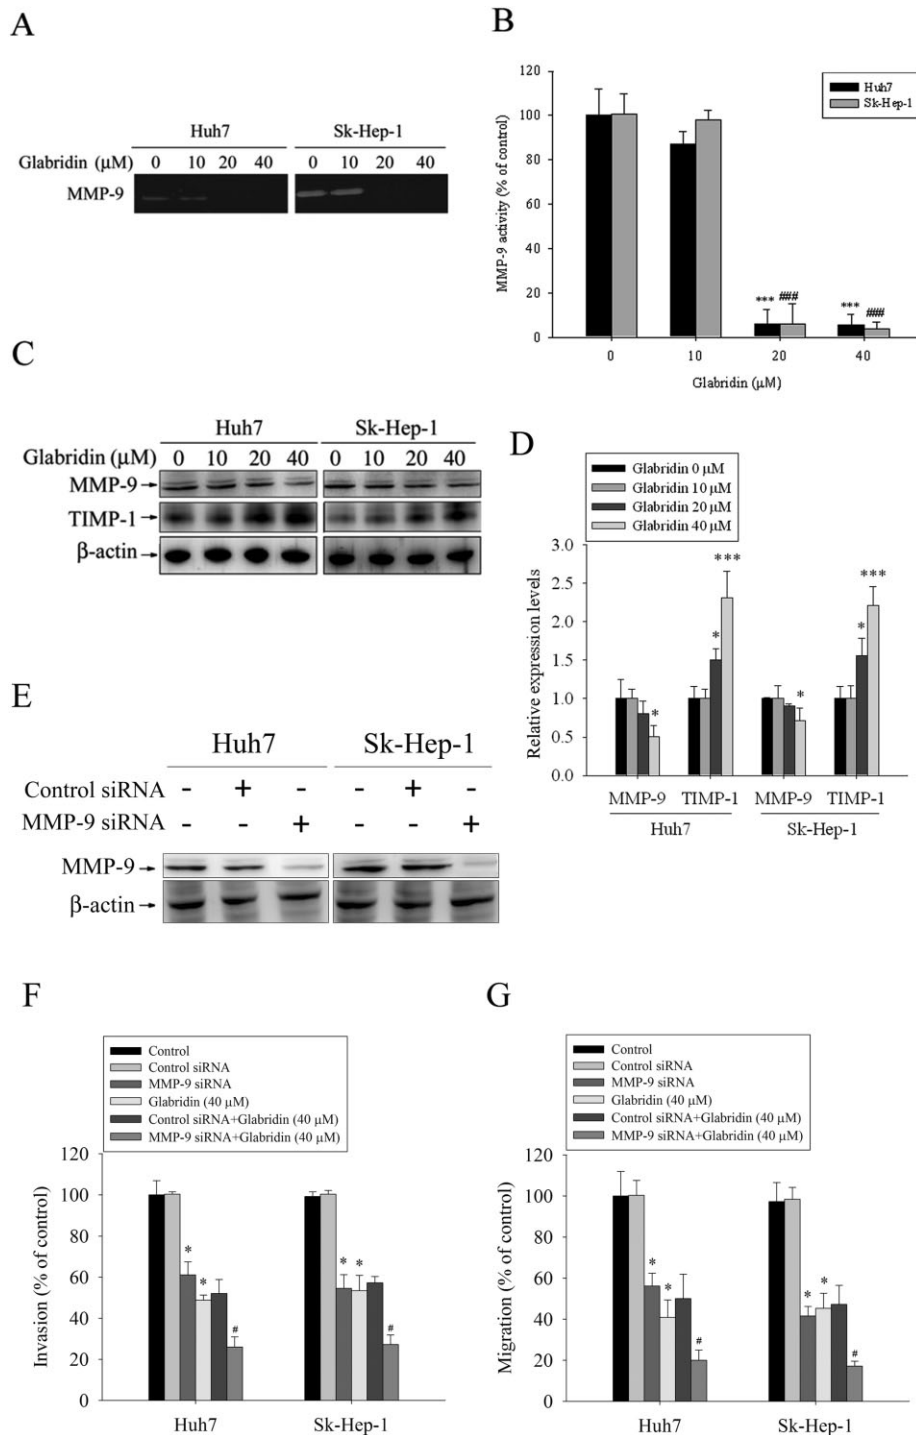 A
Huh7 Sk-Hep-1
Glabridin (μM) 0 10 20 40 0 10 20 40
MMP-9
B
Huh7
Sk-Hep-1
MMP-9 activity (% of control)
120
100
80
60
40
20
0
*** ### *** ###
0 10 20 40
Glabridin (μM)
C
Huh7 Sk-Hep-1
Glabridin (μM) 0 10 20 40 0 10 20 40
MMP-9
TIMP-1
β-actin
D
Glabridin 0 μM
Glabridin 10 μM
Glabridin 20 μM
Glabridin 40 μM
Relative expression levels
3.0
2.5
2.0
1.5
1.0
0.5
0.0
* * *** * * ***
MMP-9 TIMP-1 MMP-9 TIMP-1
Huh7 Sk-Hep-1
E
Huh7 Sk-Hep-1
Control siRNA - + - - + -
MMP-9 siRNA - - + - - +
MMP-9
β-actin
F
Control
Control siRNA
MMP-9 siRNA
Glabridin (40 μM)
Control siRNA+Glabridin (40 μM)
MMP-9 siRNA+Glabridin (40 μM)
Invasion (% of control)
120
100
80
60
40
20
0
* * # * * #
Huh7 Sk-Hep-1
G
Control
Control siRNA
MMP-9 siRNA
Glabridin (40 μM)
Control siRNA+Glabridin (40 μM)
MMP-9 siRNA+Glabridin (40 μM)
Migration (% of control)
120
100
80
60
40
20
0
* * # * * #
Huh7 Sk-Hep-1